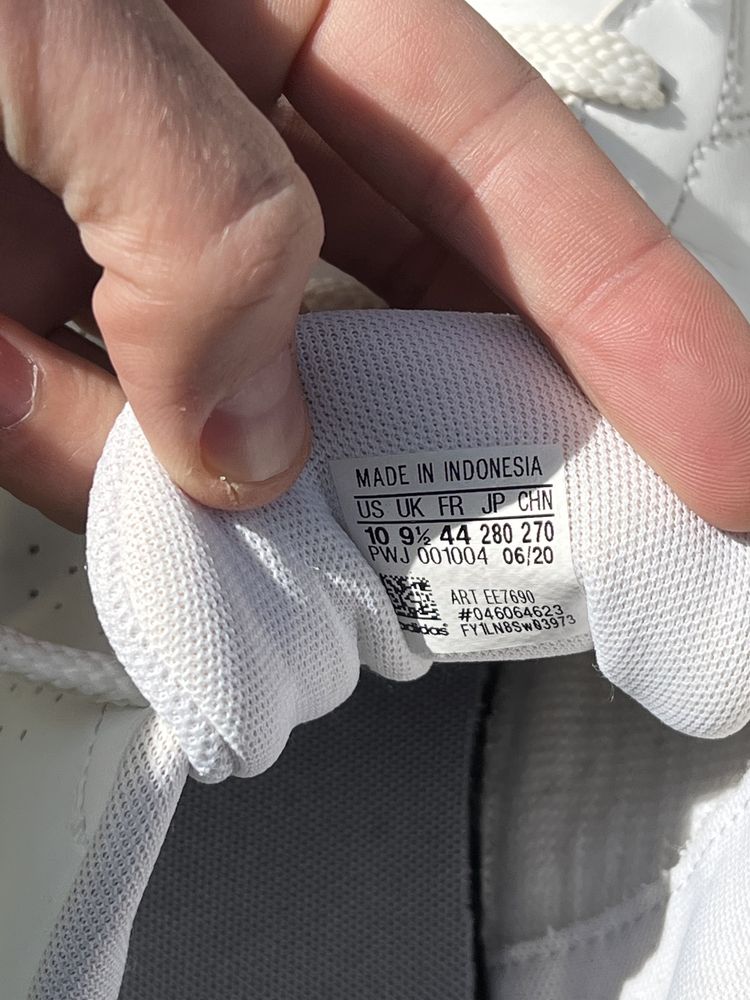 MADE IN INDONESIA
US UK FR JP CHN
10 9½ 44 280 270
PWJ 001004 06/20
ART EE7690
#046064623
adidas FY1LN8SW03973